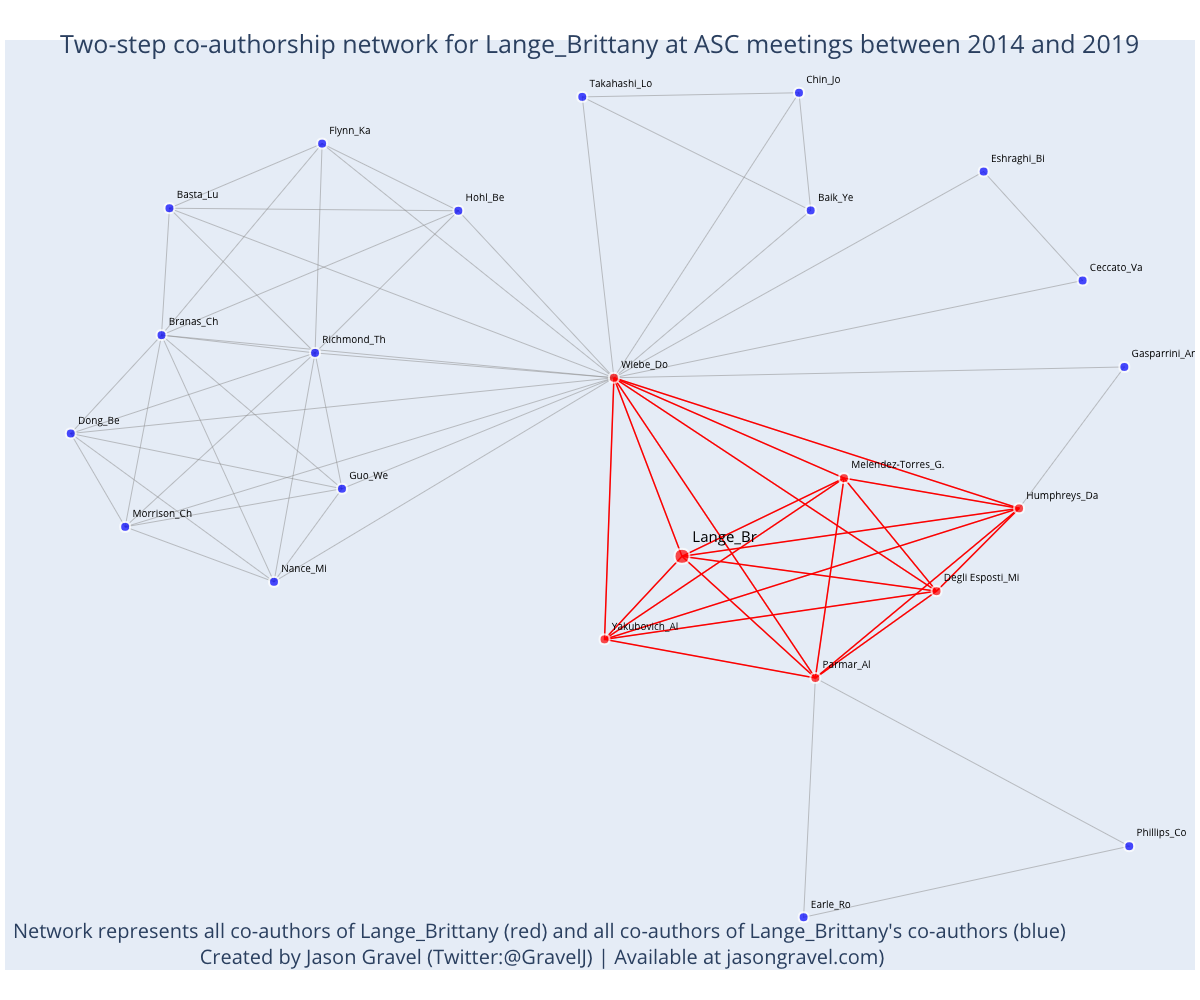 Two-step co-authorship network for Lange_Brittany at ASC meetings between 2014 and 2019
Takahashi_Lo
Chin_Jo
Flynn_Ka
Eshraghi_Bi
Basta_Lu
Hohl_Be
Baik_Ye
Ceccato_Va
Branas_Ch
Richmond_Th
Gasparrini_An
Wiebe_Do
Dong_Be
Melendez-Torres_G.
Guo_We
Humphreys_Da
Morrison_Ch
Lange_Br
Nance_Mi
Degli Esposti_Mi
Yakubovich_Al
Parmar_Al
Phillips_Co
Earle_Ro
Network represents all co-authors of Lange_Brittany (red) and all co-authors of Lange_Brittany's co-authors (blue)
Created by Jason Gravel (Twitter:@GravelJ) | Available at jasongravel.com)